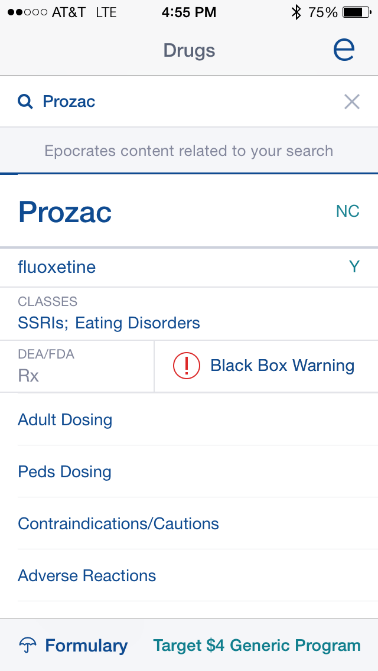 AT&T LTE 4:55 PM 75%
Drugs e
Prozac
Epocrates content related to your search
Prozac NC
fluoxetine Y
CLASSES
SSRIs; Eating Disorders
DEA/FDA
Rx
! Black Box Warning
Adult Dosing
Peds Dosing
Contraindications/Cautions
Adverse Reactions
Formulary Target $4 Generic Program